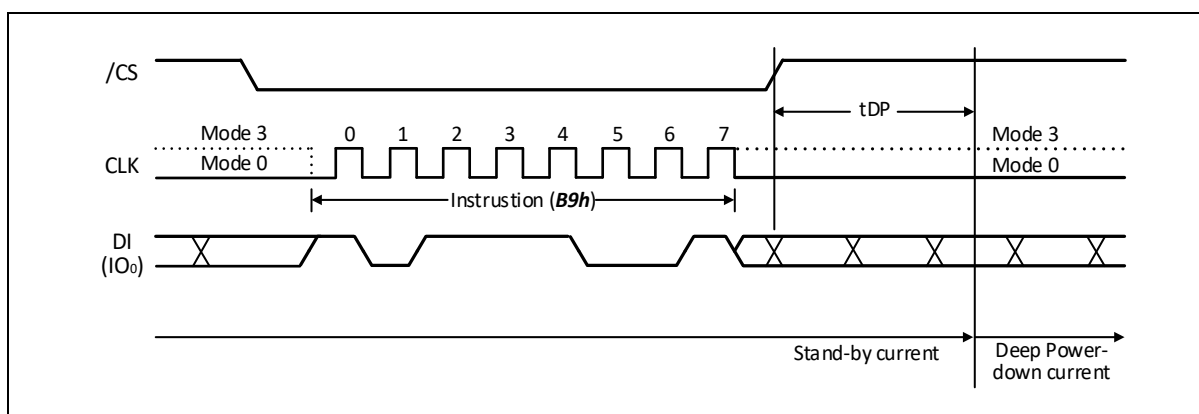 /CS
tDP
Mode 3 0 1 2 3 4 5 6 7 Mode 3
CLK Mode 0 Mode 0
Instrustion (B9h)
DI
(IO₀)
Stand-by current Deep Power-
down current